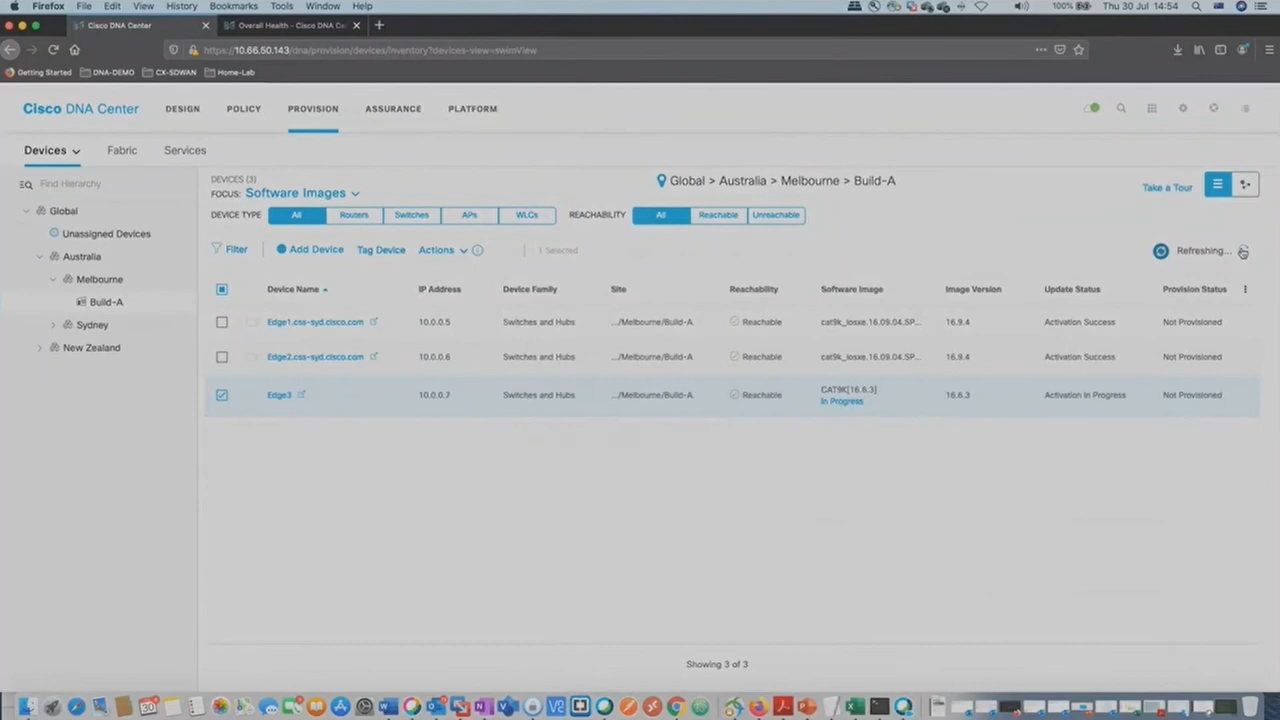 Firefox File Edit View History Bookmarks Tools Window Help 100% Thu 30 Jul 14:54
Cisco DNA Center Overall Health - Cisco DNA Ce
https://10.66.50.143/dna/provision/devices/inventory?devices-view=swimView
Getting Started DNA-DEMO CX-SDWAN Home-Lab
Cisco DNA Center DESIGN POLICY PROVISION ASSURANCE PLATFORM
Devices Fabric Services
DEVICES (3)
FOCUS: Software Images
Global > Australia > Melbourne > Build-A
Take a Tour
Find Hierarchy
Global
Unassigned Devices
Australia
Melbourne
Build-A
Sydney
New Zealand
DEVICE TYPE All Routers Switches APs WLCs REACHABILITY All Reachable Unreachable
Filter Add Device Tag Device Actions 1 Selected Refreshing...
Device Name IP Address Device Family Site Reachability Software Image Image Version Update Status Provision Status
Edge1.css-syd.cisco.com 10.0.0.5 Switches and Hubs .../Melbourne/Build-A Reachable cat9k_iosxe.16.09.04.SP... 16.9.4 Activation Success Not Provisioned
Edge2.css-syd.cisco.com 10.0.0.6 Switches and Hubs .../Melbourne/Build-A Reachable cat9k_iosxe.16.09.04.SP... 16.9.4 Activation Success Not Provisioned
Edge3 10.0.0.7 Switches and Hubs .../Melbourne/Build-A Reachable CAT9K[16.6.3] 16.6.3 Activation In Progress Not Provisioned
In Progress
Showing 3 of 3